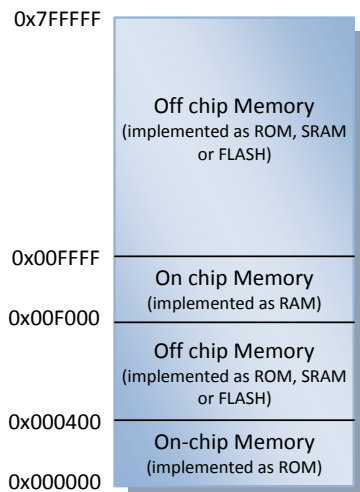 0x7FFFFF
Off chip Memory
(implemented as ROM, SRAM
or FLASH)
0x00FFFF
On chip Memory
(implemented as RAM)
0x00F000
Off chip Memory
(implemented as ROM, SRAM
or FLASH)
0x000400
On-chip Memory
(implemented as ROM)
0x000000